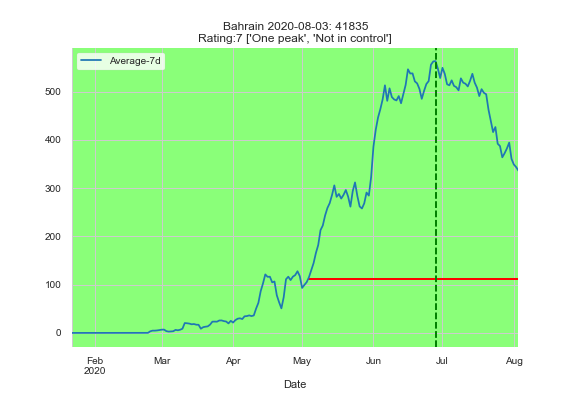 Bahrain 2020-08-03: 41835
Rating:7 ['One peak', 'Not in control']
Average-7d
500
400
300
200
100
0
Feb Mar Apr May Jun Jul Aug
2020
Date